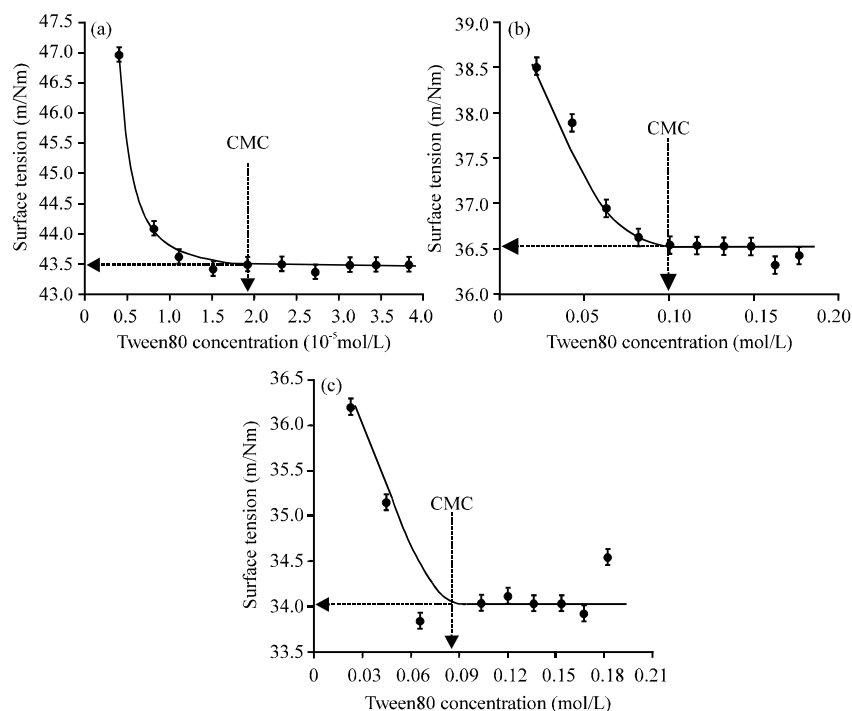 (a)
47.5
47.0
46.5
46.0
45.5
45.0
44.5
44.0
43.5
43.0
Surface tension (m/Nm)
CMC
0 0.5 1.0 1.5 2.0 2.5 3.0 3.5 4.0
Tween80 concentration (10⁻⁵mol/L)
(b)
39.0
38.5
38.0
37.5
37.0
36.5
36.0
Surface tension (m/Nm)
CMC
0 0.05 0.10 0.15 0.20
Tween80 concentration (mol/L)
(c)
36.5
36.0
35.5
35.0
34.5
34.0
33.5
Surface tension (m/Nm)
CMC
0 0.03 0.06 0.09 0.12 0.15 0.18 0.21
Tween80 concentration (mol/L)